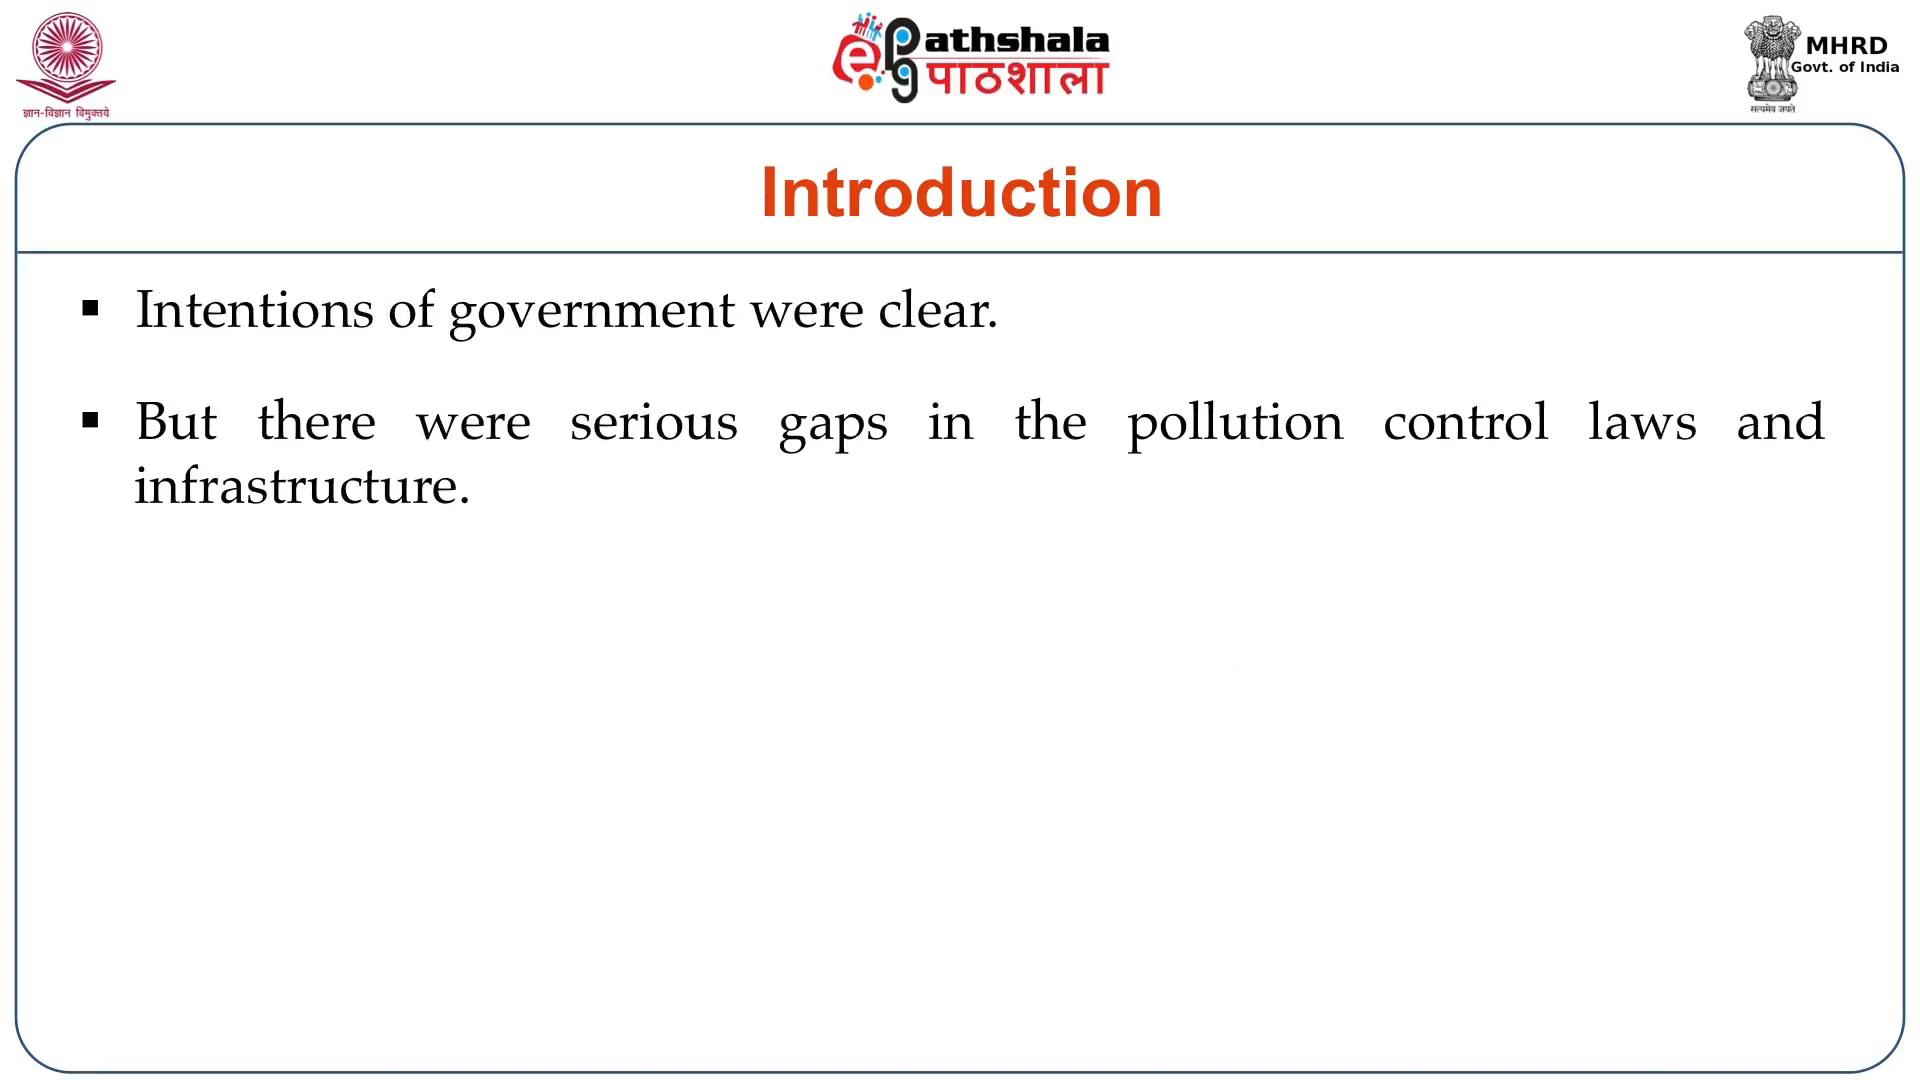 ज्ञान-विज्ञान विमुक्तये
ePG Pathshala
पाठशाला
MHRD
Govt. of India
सत्यमेव जयते
Introduction
▪ Intentions of government were clear.
▪ But there were serious gaps in the pollution control laws and
infrastructure.